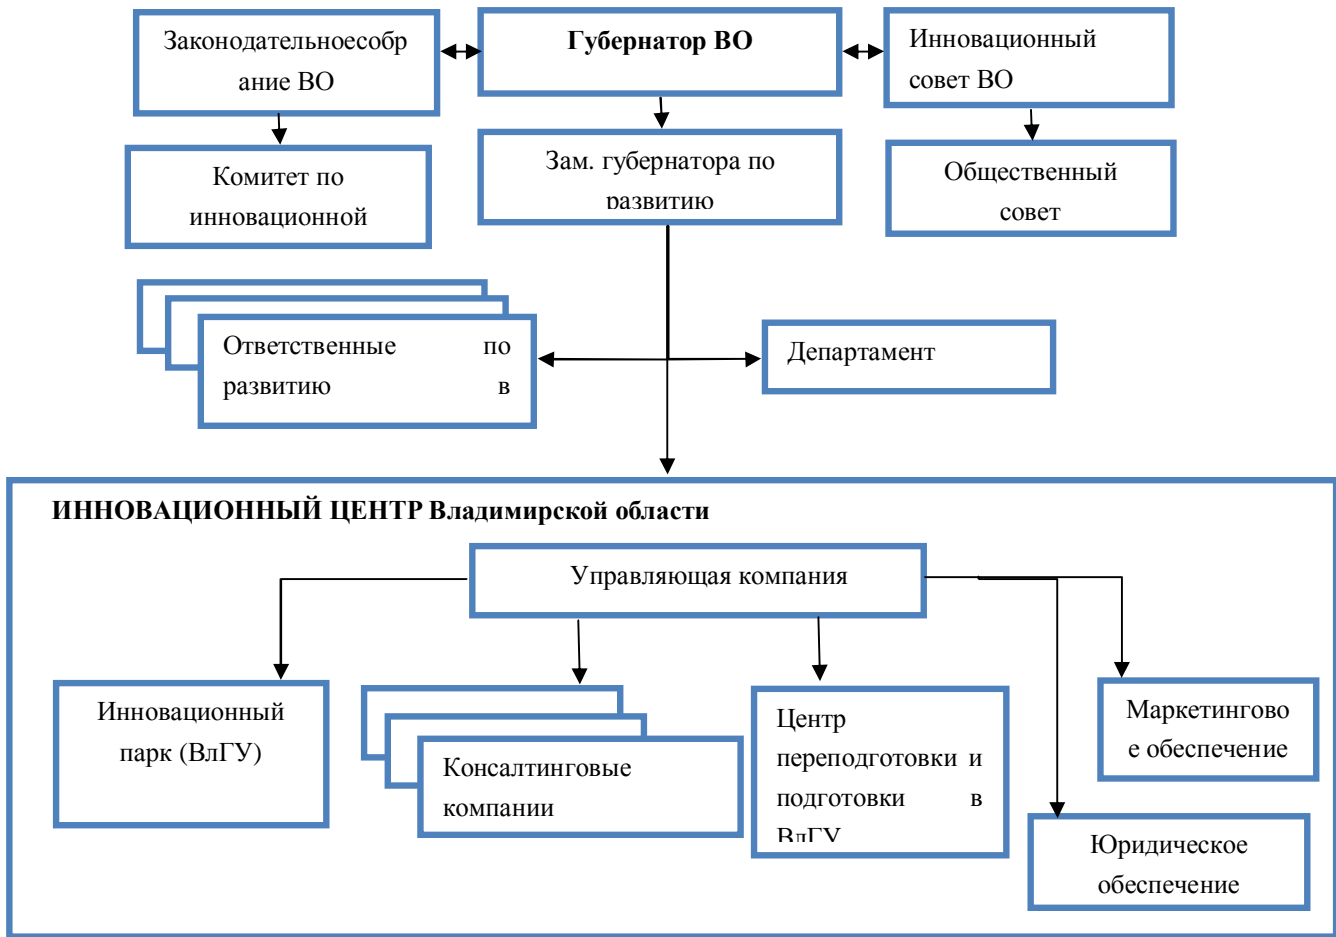 Законодательноесобр
ание ВО
Губернатор ВО
Инновационный
совет ВО
Комитет по
инновационной
Зам. губернатора по
развитию
Общественный
совет
Ответственные по
развитию в
Департамент
ИННОВАЦИОННЫЙ ЦЕНТР Владимирской области
Управляющая компания
Инновационный
парк (ВлГУ)
Консалтинговые
компании
Центр
переподготовки и
подготовки в
ВлГУ
Маркетингово
е обеспечение
Юридическое
обеспечение